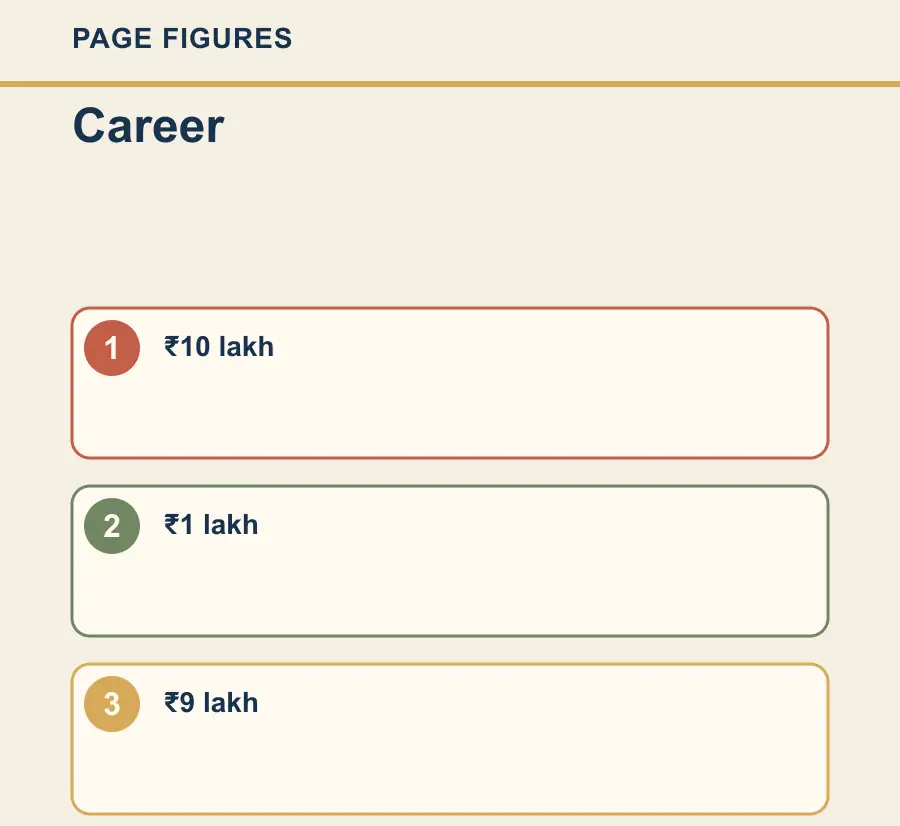 PAGE FIGURES
Career
1 ₹10 lakh
2 ₹1 lakh
3 ₹9 lakh